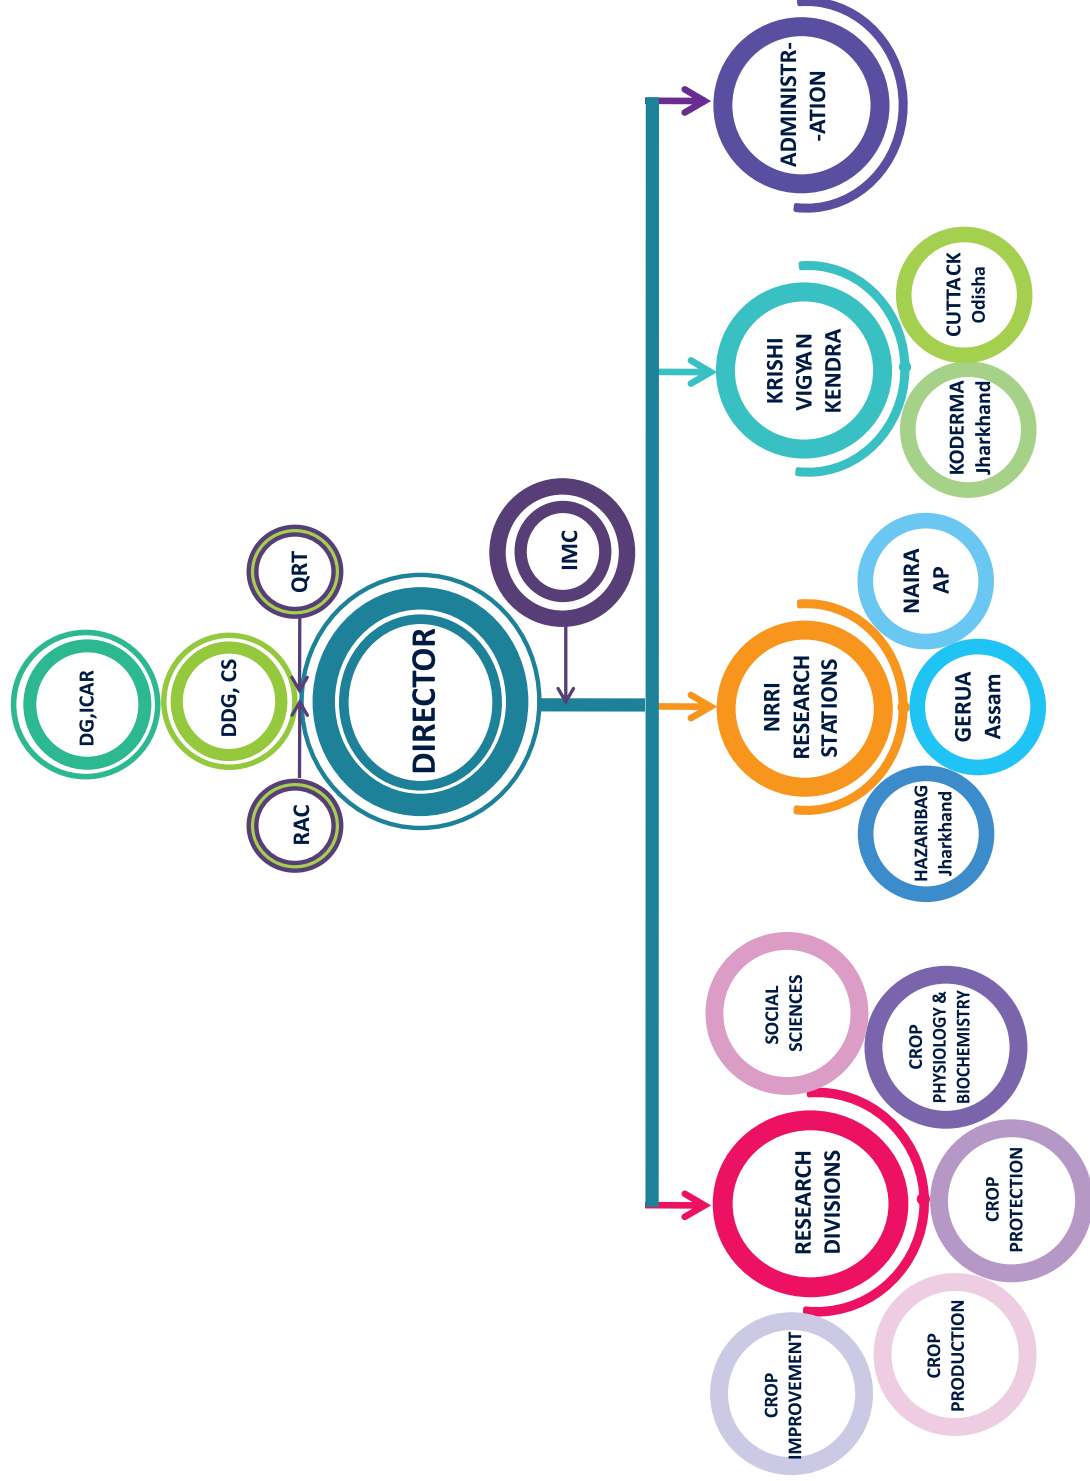 DG,ICAR
DDG, CS
RAC
QRT
DIRECTOR
IMC
RESEARCH
DIVISIONS
CROP
IMPROVEMENT
CROP
PRODUCTION
CROP
PROTECTION
CROP
PHYSIOLOGY &
BIOCHEMISTRY
SOCIAL
SCIENCES
NRRI
RESEARCH
STATIONS
HAZARIBAG
Jharkhand
GERUA
Assam
NAIRA
AP
KRISHI
VIGYAN
KENDRA
KODERMA
Jharkhand
CUTTACK
Odisha
ADMINISTR-
-ATION